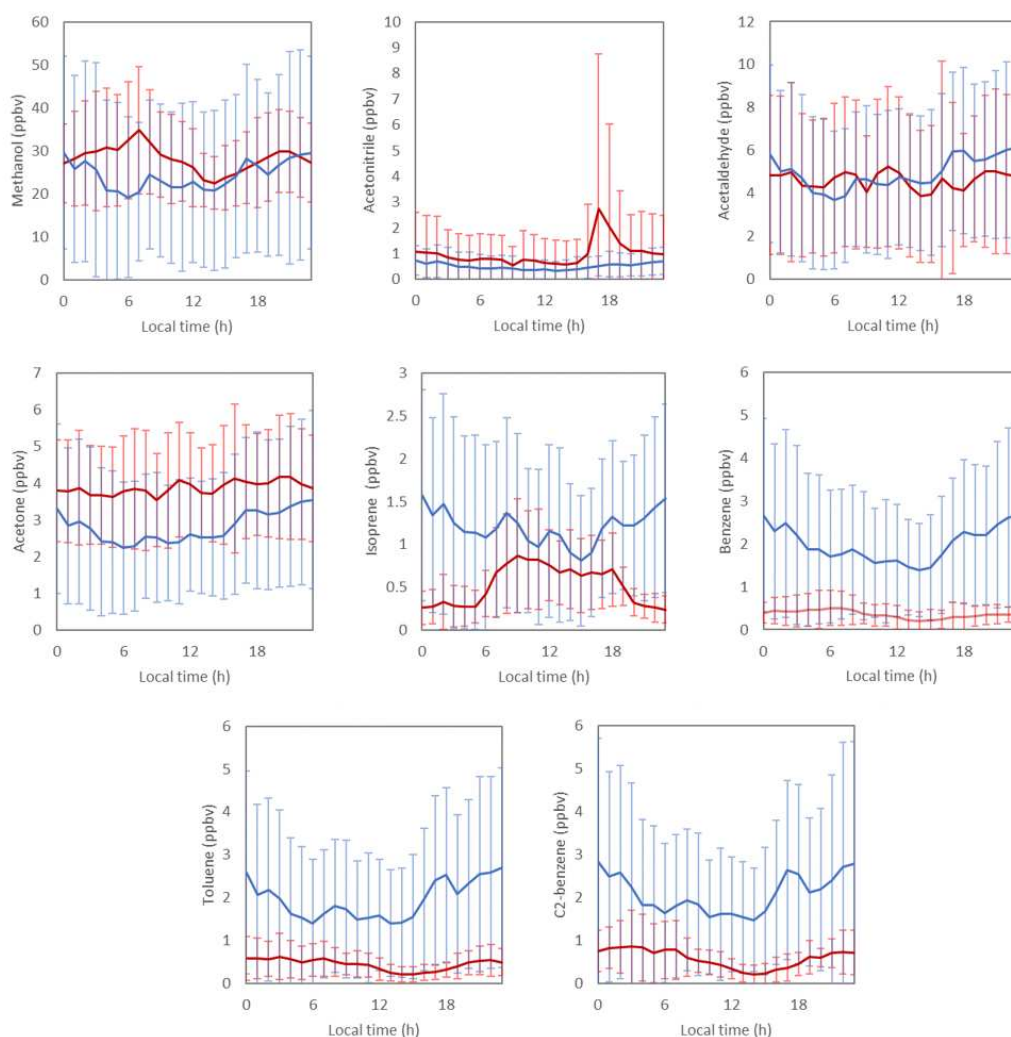 Methanol (ppbv)
60
50
40
30
20
10
0
0 6 12 18
Local time (h)
Acetonitrile (ppbv)
10
9
8
7
6
5
4
3
2
1
0
0 6 12 18
Local time (h)
Acetaldehyde (ppbv)
12
10
8
6
4
2
0
0 6 12 18
Local time (h)
Acetone (ppbv)
7
6
5
4
3
2
1
0
0 6 12 18
Local time (h)
Isoprene (ppbv)
3
2.5
2
1.5
1
0.5
0
0 6 12 18
Local time (h)
Benzene (ppbv)
6
5
4
3
2
1
0
0 6 12 18
Local time (h)
Toluene (ppbv)
6
5
4
3
2
1
0
0 6 12 18
Local time (h)
C2-benzene (ppbv)
6
5
4
3
2
1
0
0 6 12 18
Local time (h)